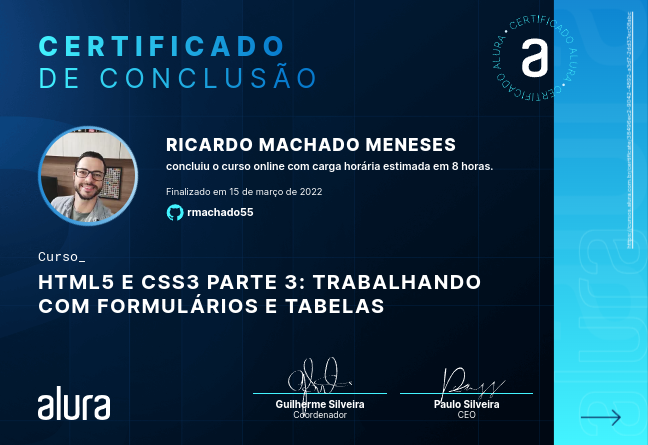 CERTIFICADO
DE CONCLUSÃO
CERTIFICADO ALURA • CERTIFICADO ALURA •
a
RICARDO MACHADO MENESES
concluiu o curso online com carga horária estimada em 8 horas.
Finalizado em 15 de março de 2022
rmachado55
Curso_
HTML5 E CSS3 PARTE 3: TRABALHANDO
COM FORMULÁRIOS E TABELAS
alura
Guilherme Silveira
Coordenador
Paulo Silveira
CEO
alura